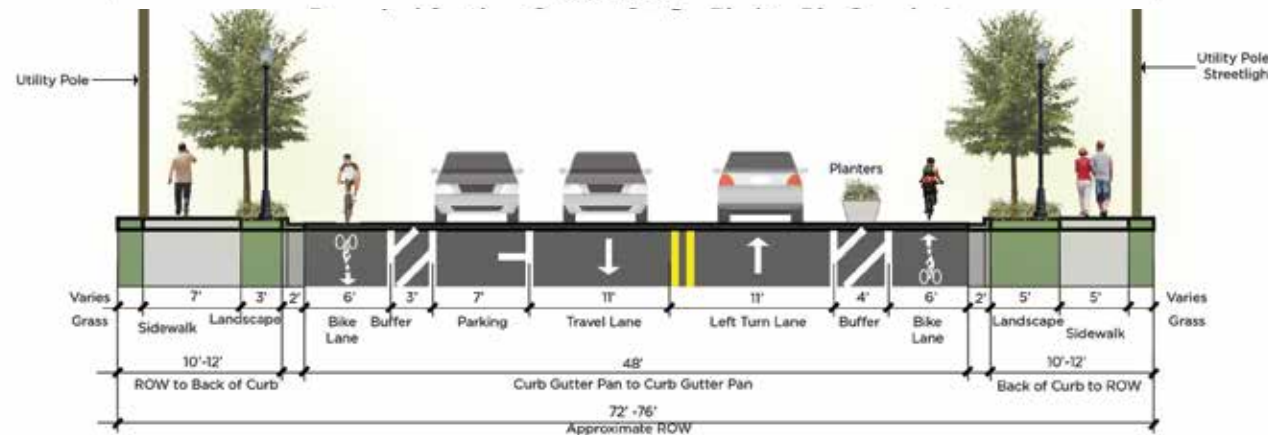 Utility Pole
Utility Pole
Streetligh
Planters
Varies 7' 3' 2' 6' 3' 7' 11' 11' 4' 6' 2' 5' 5' Varies
Grass Sidewalk Landscape Bike Lane Buffer Parking Travel Lane Left Turn Lane Buffer Bike Lane Landscape Sidewalk Grass
10'-12' 48' 10'-12'
ROW to Back of Curb Curb Gutter Pan to Curb Gutter Pan Back of Curb to ROW
72' -76'
Approximate ROW